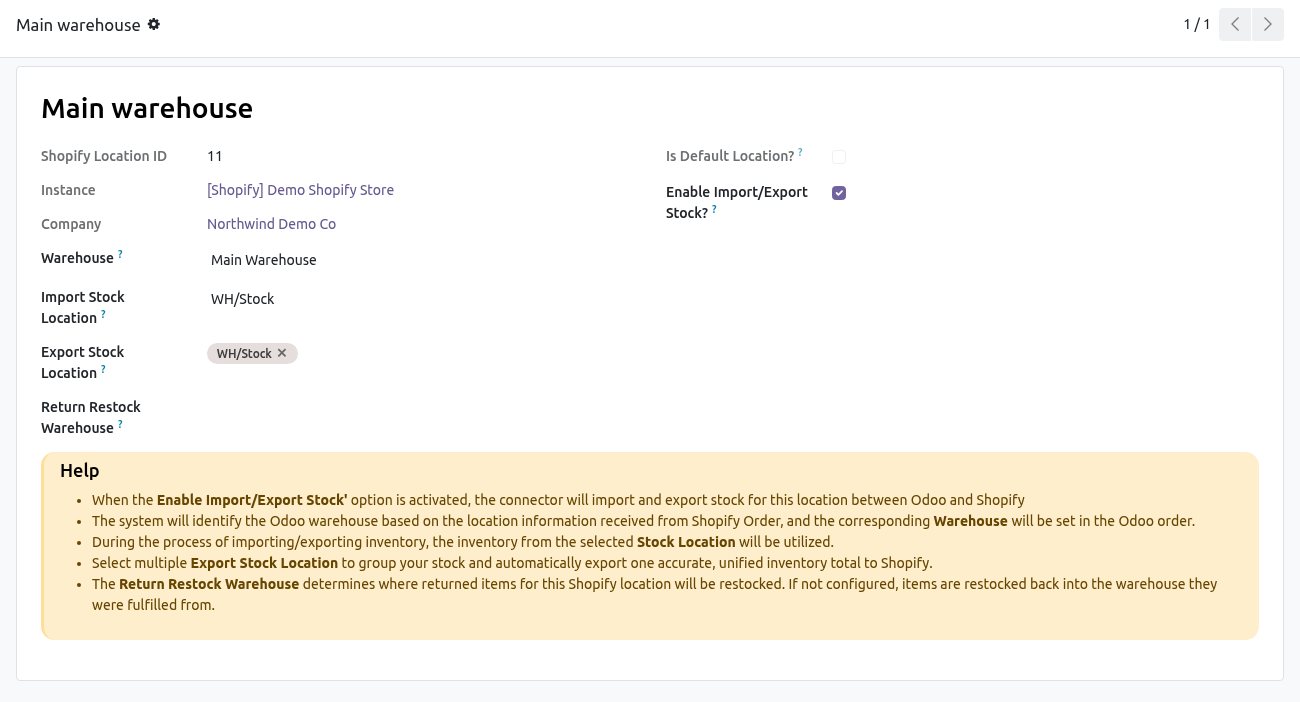 Main warehouse
1 / 1
Main warehouse
Shopify Location ID 11
Is Default Location? ?
Instance [Shopify] Demo Shopify Store
Enable Import/Export
Stock? ?
Company Northwind Demo Co
Warehouse ? Main Warehouse
Import Stock
Location ? WH/Stock
Export Stock
Location ? WH/Stock ✕
Return Restock
Warehouse ?
Help
• When the Enable Import/Export Stock' option is activated, the connector will import and export stock for this location between Odoo and Shopify
• The system will identify the Odoo warehouse based on the location information received from Shopify Order, and the corresponding Warehouse will be set in the Odoo order.
• During the process of importing/exporting inventory, the inventory from the selected Stock Location will be utilized.
• Select multiple Export Stock Location to group your stock and automatically export one accurate, unified inventory total to Shopify.
• The Return Restock Warehouse determines where returned items for this Shopify location will be restocked. If not configured, items are restocked back into the warehouse they
were fulfilled from.